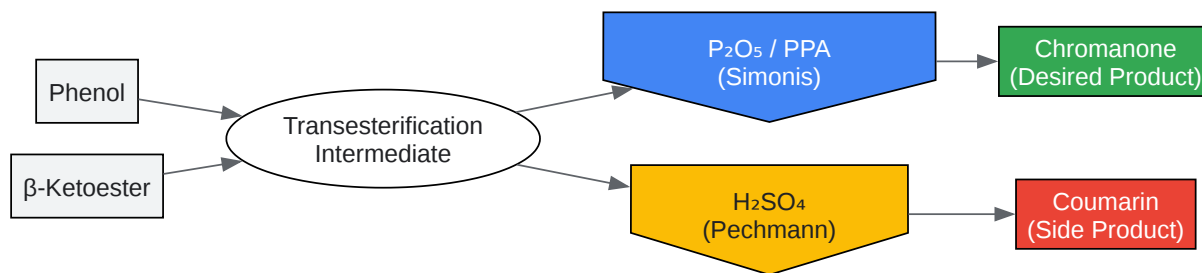 Phenol
β-Ketoester
Transesterification
Intermediate
P₂O₅ / PPA
(Simonis)
H₂SO₄
(Pechmann)
Chromanone
(Desired Product)
Coumarin
(Side Product)